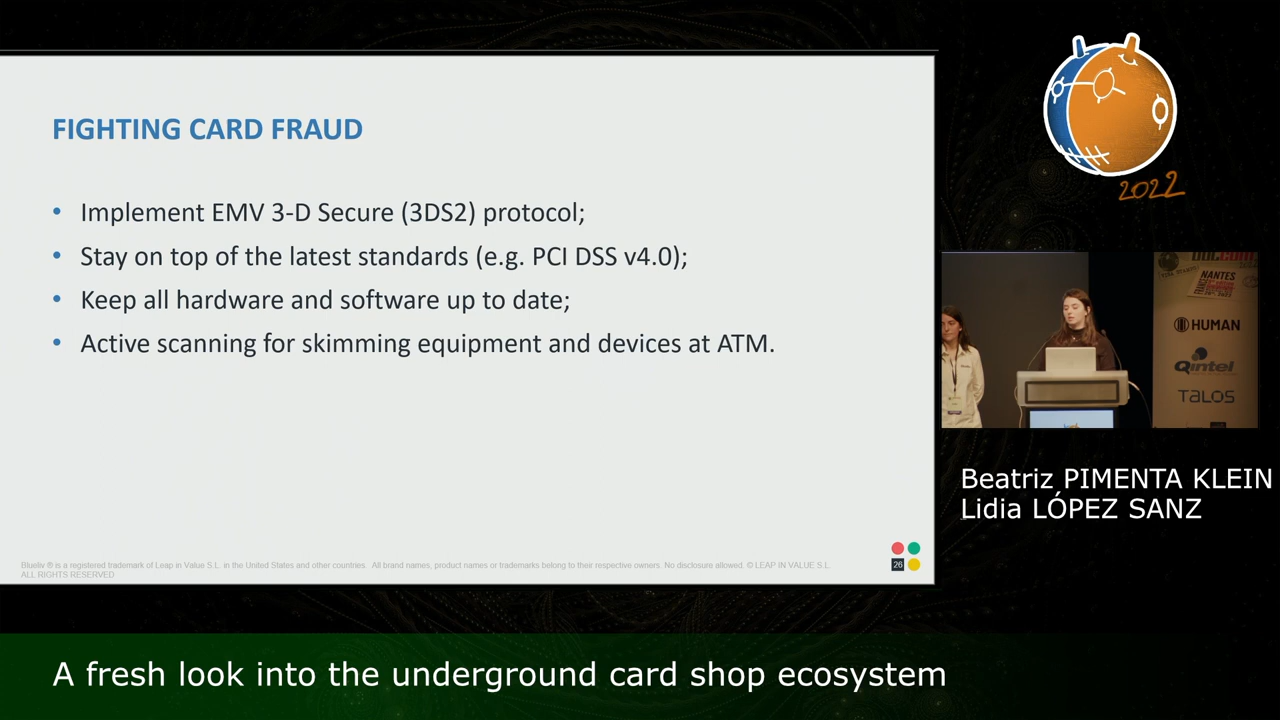 FIGHTING CARD FRAUD
• Implement EMV 3-D Secure (3DS2) protocol;
• Stay on top of the latest standards (e.g. PCI DSS v4.0);
• Keep all hardware and software up to date;
• Active scanning for skimming equipment and devices at ATM.
Blueliv ® is a registered trademark of Leap in Value S.L. in the United States and other countries. All brand names, product names or trademarks belong to their respective owners. No disclosure allowed. © LEAP IN VALUE S.L.
ALL RIGHTS RESERVED
26
2022
NANTES
HUMAN
Qintel
TALOS
Beatriz PIMENTA KLEIN
Lidia LÓPEZ SANZ
A fresh look into the underground card shop ecosystem